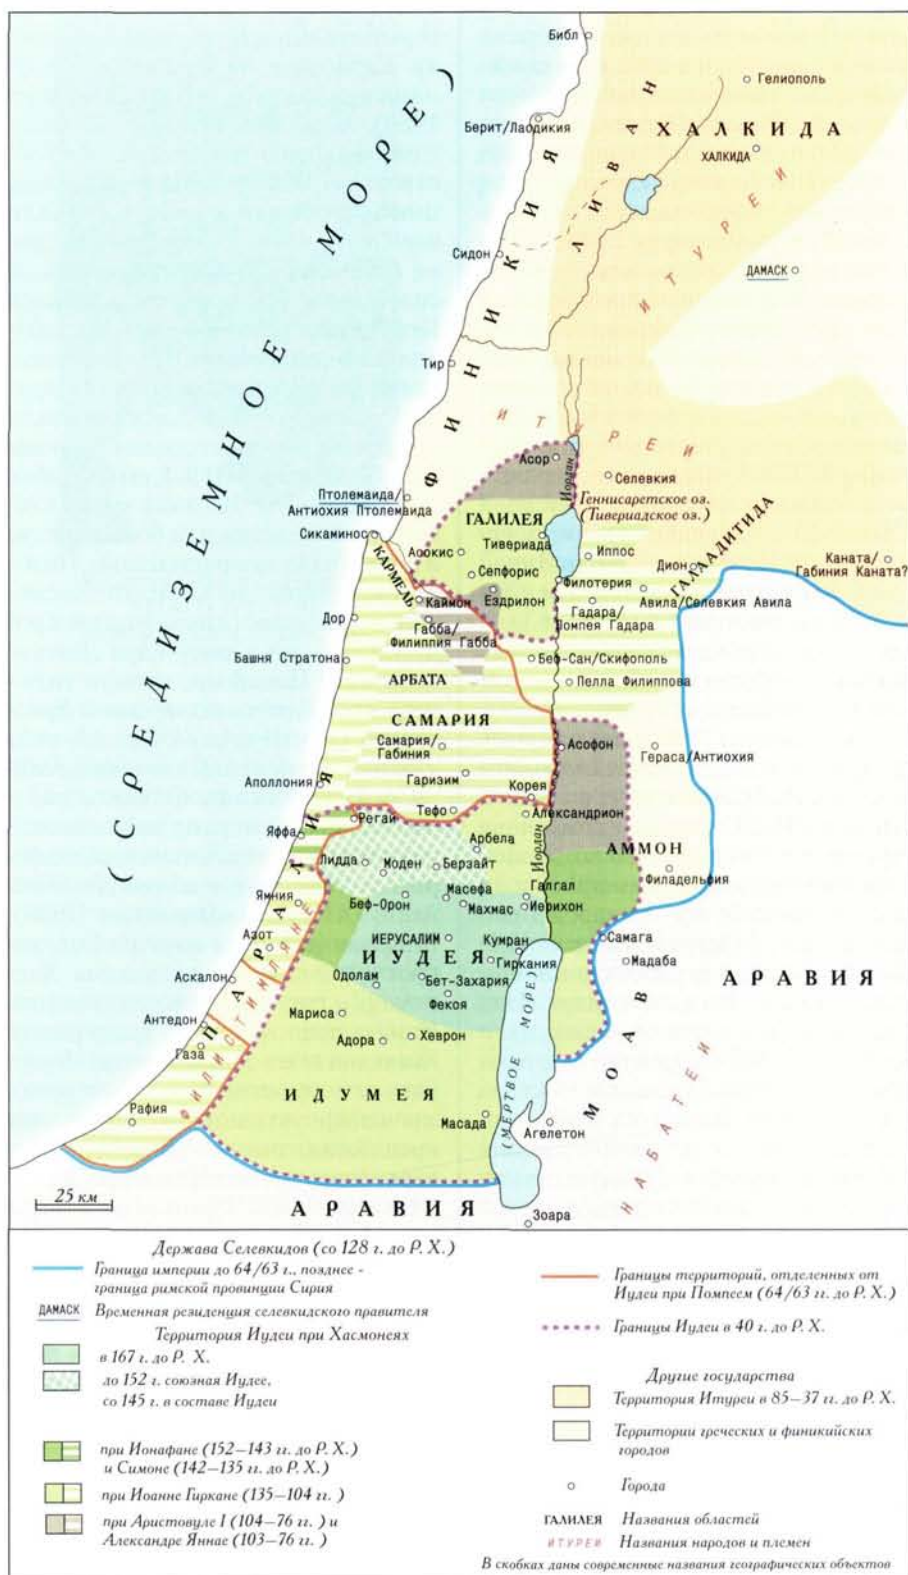 Библ
Гелиополь
Берит/Лаодикия
ХАЛКИДА
ХАЛКИДА
ЛИВАН
ИТУРЕИ
ДАМАСК
Сидон
ФИНИКИЯ
(СРЕДИЗЕМНОЕ МОРЕ)
Тир
ИТУРЕИ
Асор
Иордан
Селевкия
Геннисаретское оз.
(Тивериадское оз.)
Птолемаида/
Антиохия Птолемаида
ГАЛИЛЕЯ
Сикаминос
КАРМЕЛЬ
Асокис
Тивериада
Иппос
ГАЛААДИТИДА
Дион
Каната/
Габиния Каната?
Сепфорис
Филотерия
Авила/Селевкия Авила
Каймон
Ездрилон
Гадара/
Помпея Гадара
Дор
Габба/
Филиппия Габба
Башня Стратона
Беф-Сан/Скифополь
АРБАТА
Пелла Филиппова
САМАРИЯ
Самария/
Габиния
Асофон
Гераса/Антиохия
Гаризим
Аполлония
Корея
Тефо
Александрион
Регай
Яффа
Арбела
Иордан
АММОН
Лидда
Моден
Берзайт
Филадельфия
Масефа
Галгал
Ямния
Беф-Орон
Махмас
Иерихон
ПАРАЛИЯ
ФИЛИСТИМЛЯНЕ
Азот
ИЕРУСАЛИМ
Кумран
Самага
ИУДЕЯ
Гиркания
Мадаба
Аскалон
Одолам
Бет-Захария
АРАВИЯ
Фекоя
Антедон
Мариса
Газа
Адора
Хеврон
(МЕРТВОЕ МОРЕ)
МОАВ
НАБАТЕИ
ИДУМЕЯ
Рафия
Масада
Агелетон
25 км
АРАВИЯ
Зоара
Держава Селевкидов (со 128 г. до Р. Х.)
Граница империи до 64/63 г., позднее -
граница римской провинции Сирия
ДАМАСК Временная резиденция селевкидского правителя
Территория Иудеи при Хасмонеях
в 167 г. до Р. Х.
до 152 г. союзная Иудее,
со 145 г. в составе Иудеи
при Ионафане (152—143 гг. до Р. Х.)
и Симоне (142—135 гг. до Р. Х.)
при Иоанне Гиркане (135—104 гг. )
при Аристовуле I (104—76 гг. ) и
Александре Яннае (103—76 гг. )
Границы территорий, отделенных от
Иудеи при Помпеем (64/63 гг. до Р. Х.)
Границы Иудеи в 40 г. до Р. Х.
Другие государства
Территория Итуреи в 85—37 гг. до Р. Х.
Территории греческих и финикийских
городов
Города
ГАЛИЛЕЯ Названия областей
ИТУРЕИ Названия народов и племен
В скобках даны современные названия географических объектов